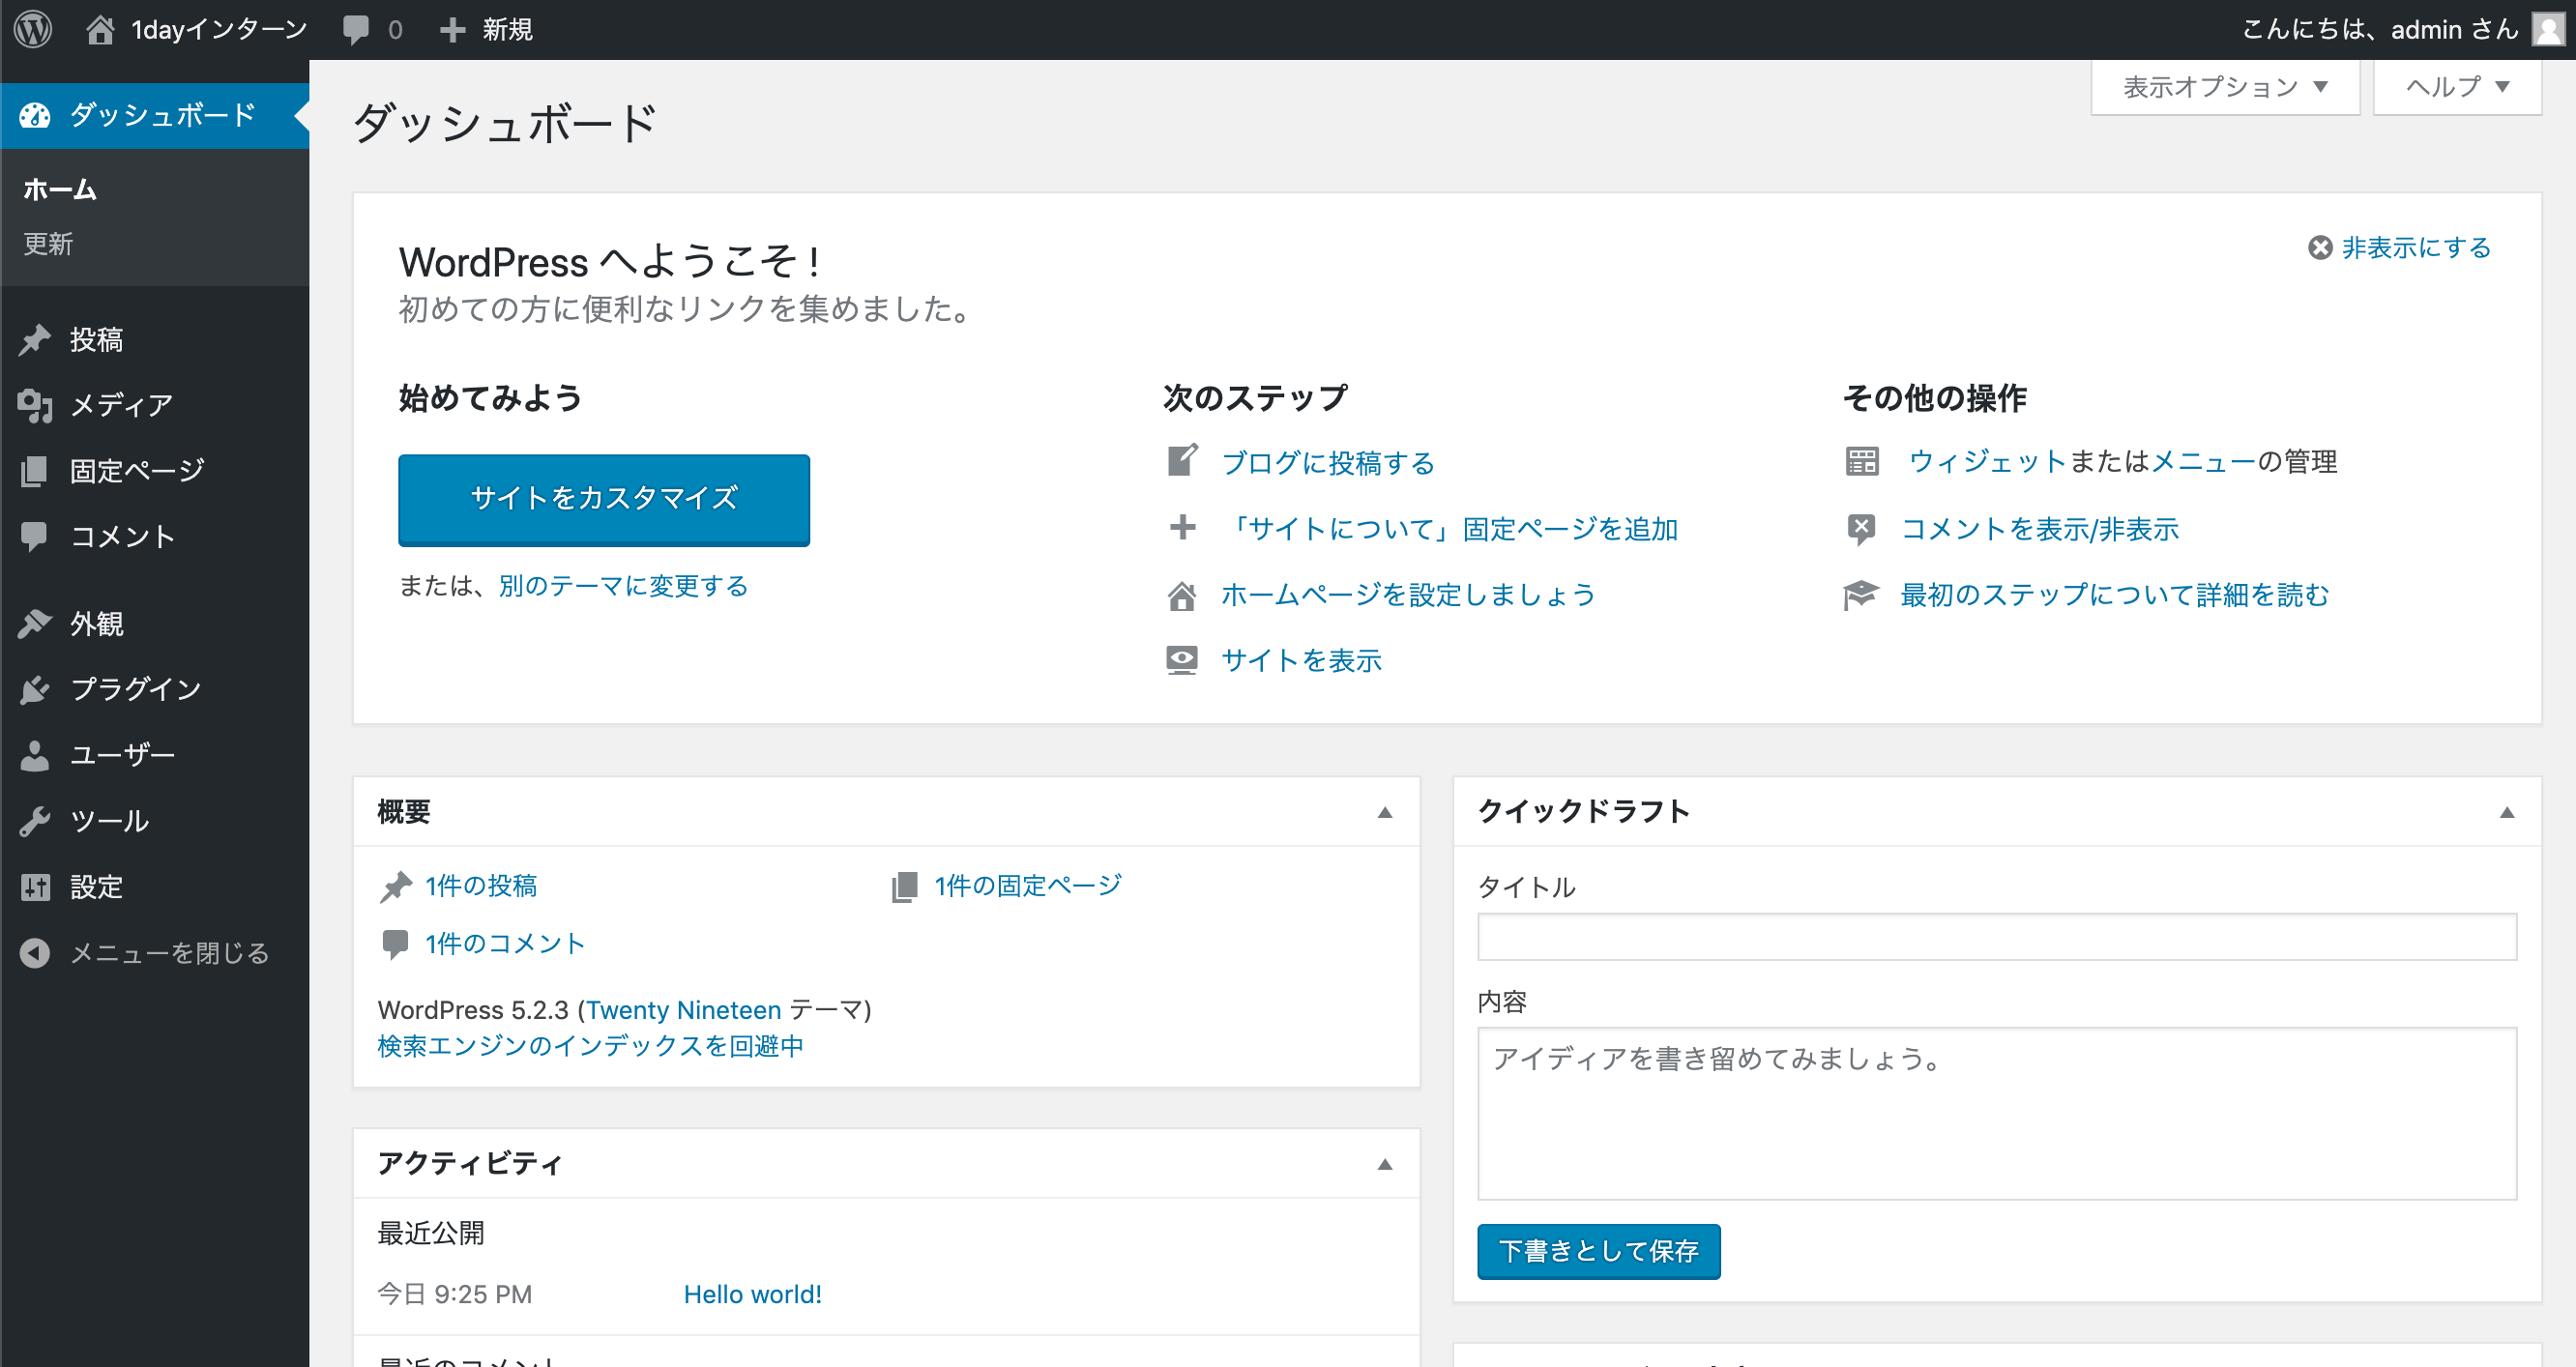 1dayインターン
0
新規
こんにちは、admin さん
ダッシュボード
ホーム
更新
投稿
メディア
固定ページ
コメント
外観
プラグイン
ユーザー
ツール
設定
メニューを閉じる
ダッシュボード
表示オプション
ヘルプ
WordPress へようこそ !
初めての方に便利なリンクを集めました。
非表示にする
始めてみよう
サイトをカスタマイズ
または、別のテーマに変更する
次のステップ
ブログに投稿する
「サイトについて」固定ページを追加
ホームページを設定しましょう
サイトを表示
その他の操作
ウィジェットまたはメニューの管理
コメントを表示/非表示
最初のステップについて詳細を読む
概要
1件の投稿
1件の固定ページ
1件のコメント
WordPress 5.2.3 (Twenty Nineteen テーマ)
検索エンジンのインデックスを回避中
アクティビティ
最近公開
今日 9:25 PM
Hello world!
最近のコメント
クイックドラフト
タイトル
内容
アイディアを書き留めてみましょう。
下書きとして保存